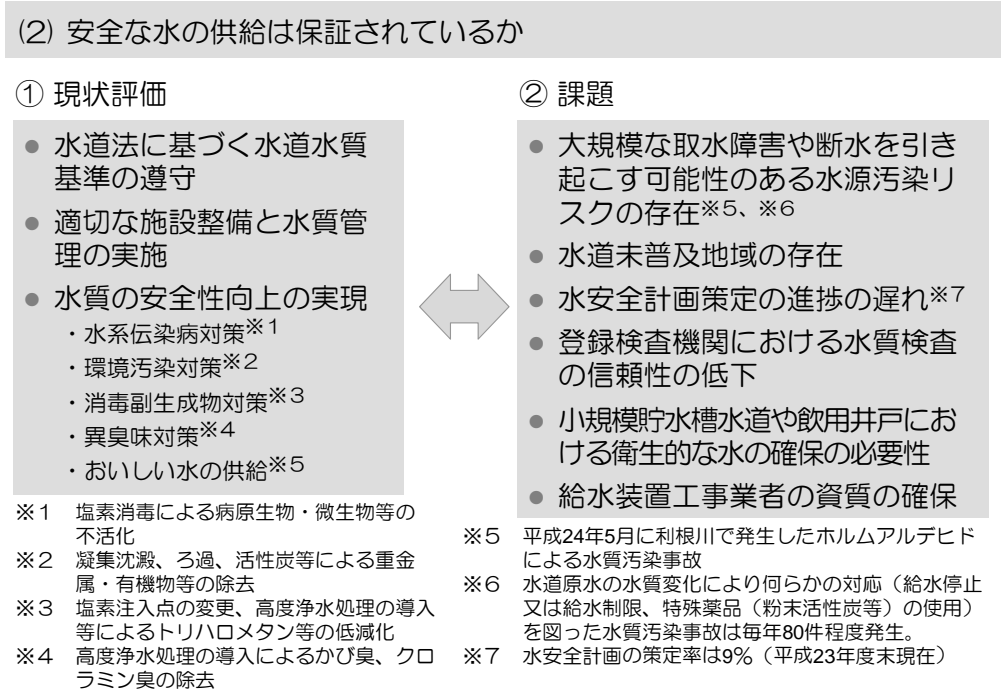 (2) 安全な水の供給は保証されているか
① 現状評価
● 水道法に基づく水道水質
基準の遵守
● 適切な施設整備と水質管
理の実施
● 水質の安全性向上の実現
・水系伝染病対策※1
・環境汚染対策※2
・消毒副生成物対策※3
・異臭味対策※4
・おいしい水の供給※5
※1 塩素消毒による病原生物・微生物等の
不活化
※2 凝集沈澱、ろ過、活性炭等による重金
属・有機物等の除去
※3 塩素注入点の変更、高度浄水処理の導入
等によるトリハロメタン等の低減化
※4 高度浄水処理の導入によるかび臭、クロ
ラミン臭の除去
② 課題
● 大規模な取水障害や断水を引き
起こす可能性のある水源汚染リ
スクの存在※5、※6
● 水道未普及地域の存在
● 水安全計画策定の進捗の遅れ※7
● 登録検査機関における水質検査
の信頼性の低下
● 小規模貯水槽水道や飲用井戸にお
ける衛生的な水の確保の必要性
● 給水装置工事業者の資質の確保
※5 平成24年5月に利根川で発生したホルムアルデヒド
による水質汚染事故
※6 水道原水の水質変化により何らかの対応（給水停止
又は給水制限、特殊薬品（粉末活性炭等）の使用）
を図った水質汚染事故は毎年80件程度発生。
※7 水安全計画の策定率は9％（平成23年度末現在）